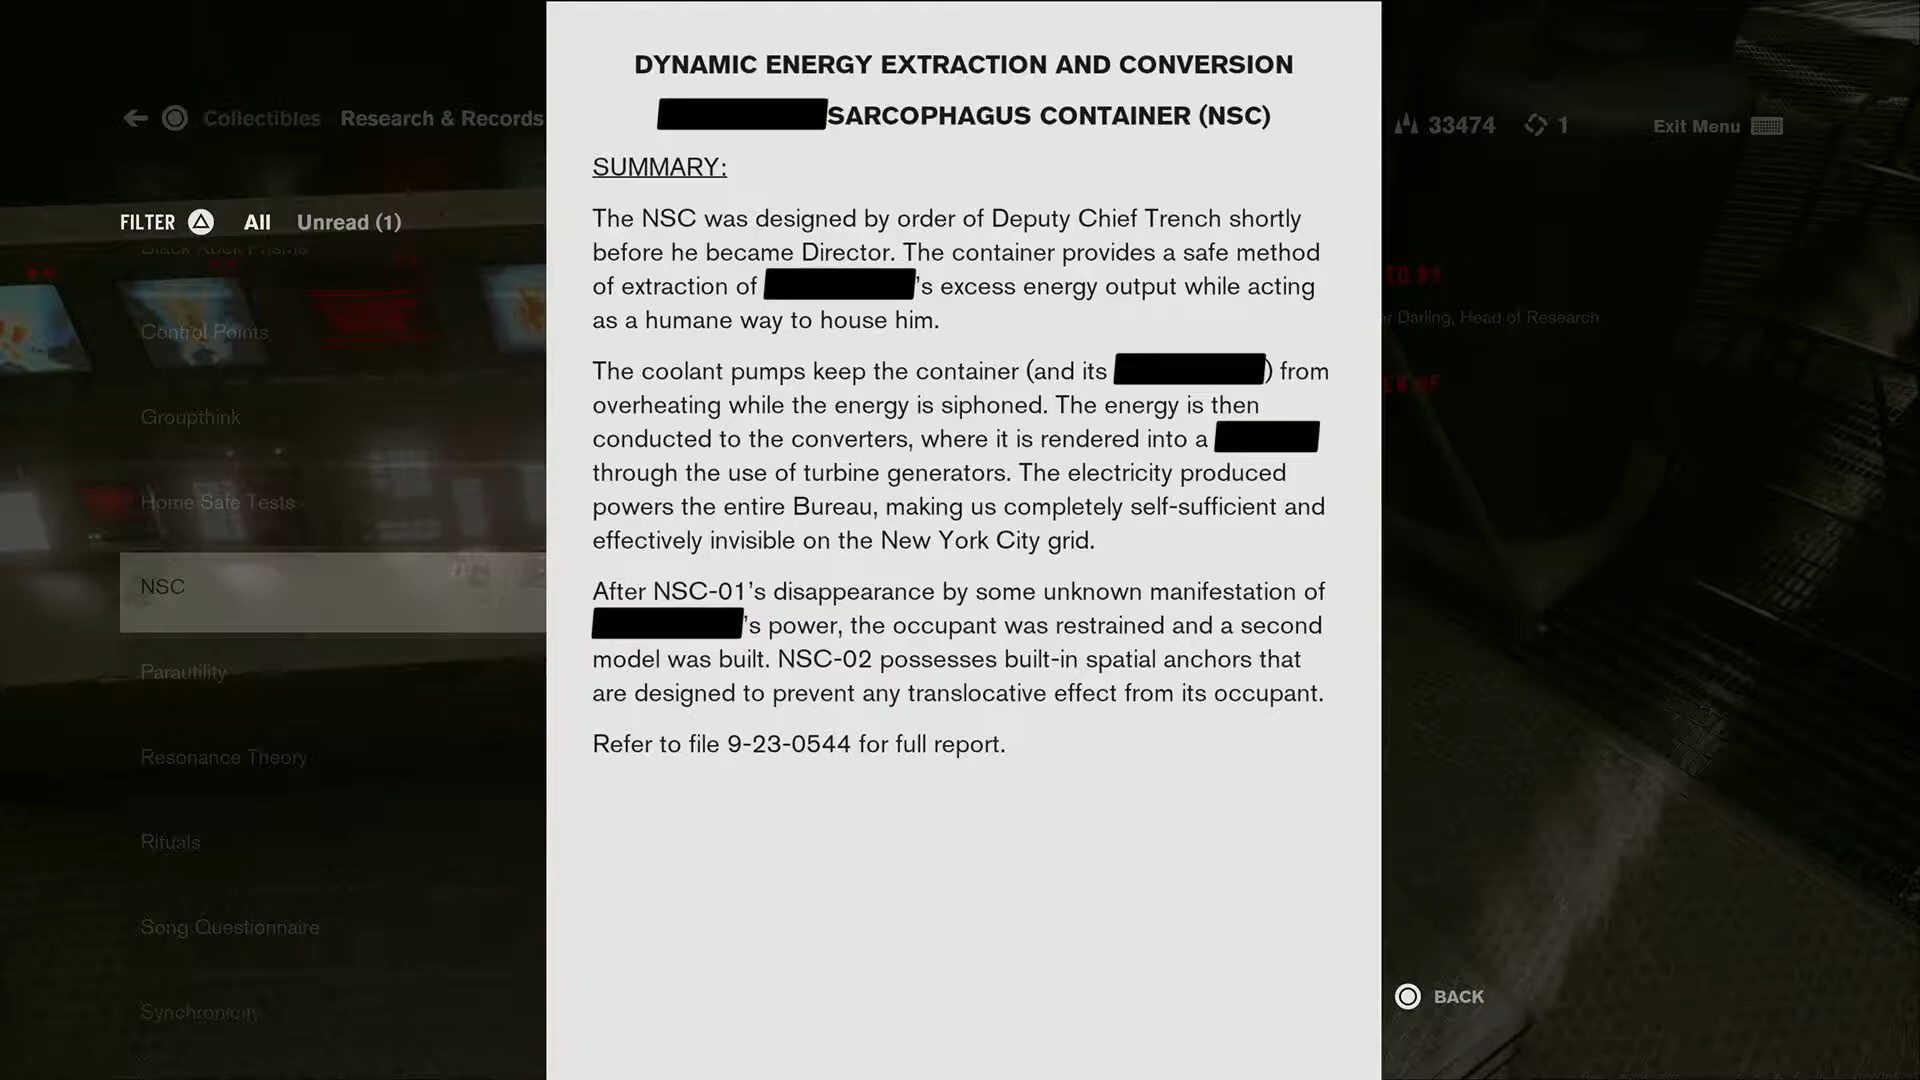 DYNAMIC ENERGY EXTRACTION AND CONVERSION
SARCOPHAGUS CONTAINER (NSC)
SUMMARY:
The NSC was designed by order of Deputy Chief Trench shortly
before he became Director. The container provides a safe method
of extraction of 's excess energy output while acting
as a humane way to house him.
The coolant pumps keep the container (and its ) from
overheating while the energy is siphoned. The energy is then
conducted to the converters, where it is rendered into a
through the use of turbine generators. The electricity produced
powers the entire Bureau, making us completely self-sufficient and
effectively invisible on the New York City grid.
After NSC-01's disappearance by some unknown manifestation of
's power, the occupant was restrained and a second
model was built. NSC-02 possesses built-in spatial anchors that
are designed to prevent any translocative effect from its occupant.
Refer to file 9-23-0544 for full report.
Collectibles Research & Records
FILTER All Unread (1)
Black Rock Prisms
Control Points
Groupthink
Home Safe Tests
NSC
Parautility
Resonance Theory
Rituals
Song Questionnaire
Synchronicity
33474 1 Exit Menu
Darling, Head of Research
BACK